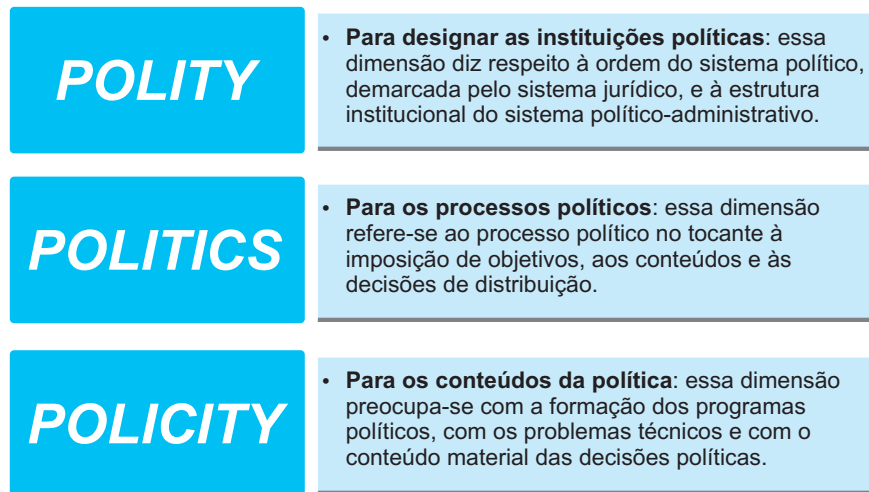 POLITY
• Para designar as instituições políticas: essa
dimensão diz respeito à ordem do sistema político,
demarcada pelo sistema jurídico, e à estrutura
institucional do sistema político-administrativo.
POLITICS
• Para os processos políticos: essa dimensão
refere-se ao processo político no tocante à
imposição de objetivos, aos conteúdos e às
decisões de distribuição.
POLICITY
• Para os conteúdos da política: essa dimensão
preocupa-se com a formação dos programas
políticos, com os problemas técnicos e com o
conteúdo material das decisões políticas.